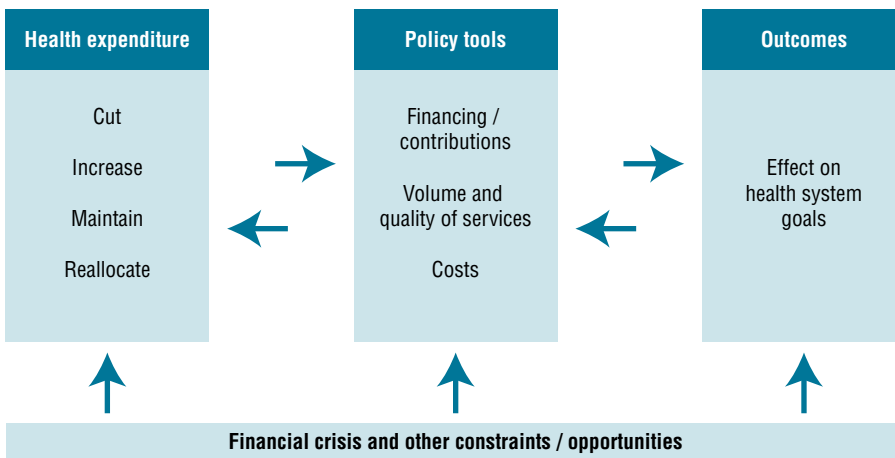 Health expenditure
Cut
Increase
Maintain
Reallocate
Policy tools
Financing /
contributions
Volume and
quality of services
Costs
Outcomes
Effect on
health system
goals
Financial crisis and other constraints / opportunities